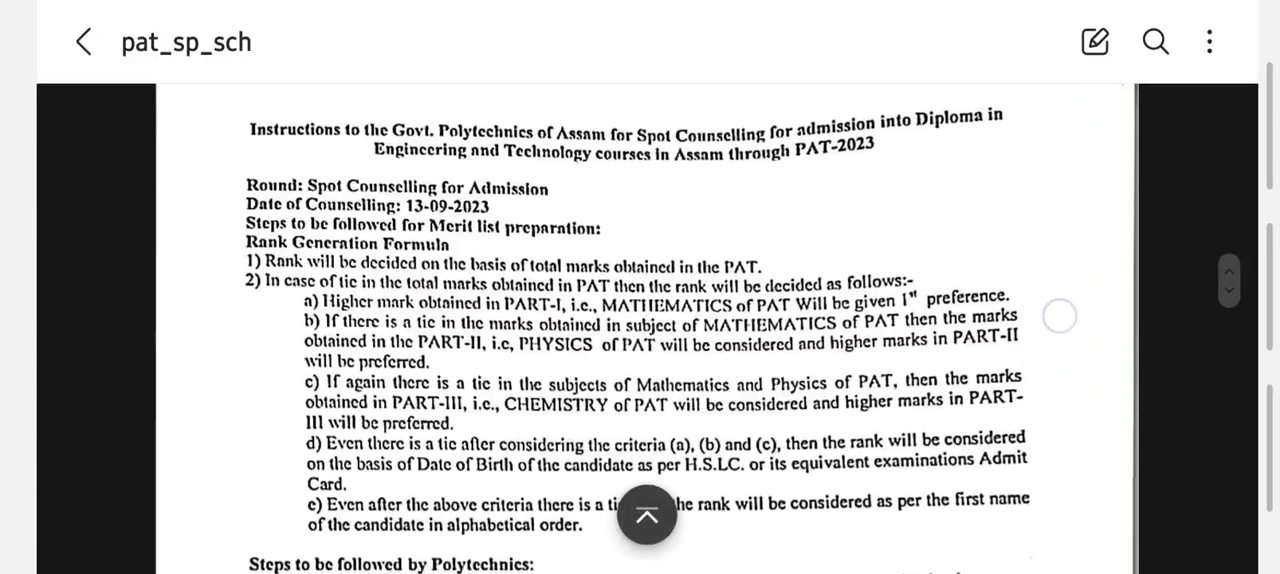 pat_sp_sch
Instructions to the Govt. Polytechnics of Assam for Spot Counselling for admission into Diploma in
Engineering and Technology courses in Assam through PAT-2023
Round: Spot Counselling for Admission
Date of Counselling: 13-09-2023
Steps to be followed for Merit list preparation:
Rank Generation Formula
1) Rank will be decided on the basis of total marks obtained in the PAT.
2) In case of tie in the total marks obtained in PAT then the rank will be decided as follows:-
a) Higher mark obtained in PART-I, i.e., MATHEMATICS of PAT Will be given 1st preference.
b) If there is a tie in the marks obtained in subject of MATHEMATICS of PAT then the marks
obtained in the PART-II, i.e, PHYSICS of PAT will be considered and higher marks in PART-II
will be preferred.
c) If again there is a tie in the subjects of Mathematics and Physics of PAT, then the marks
obtained in PART-III, i.e., CHEMISTRY of PAT will be considered and higher marks in PART-
III will be preferred.
d) Even there is a tie after considering the criteria (a), (b) and (c), then the rank will be considered
on the basis of Date of Birth of the candidate as per H.S.LC. or its equivalent examinations Admit
Card.
e) Even after the above criteria there is a rank will be considered as per the first name
of the candidate in alphabetical order.
Steps to be followed by Polytechnics: